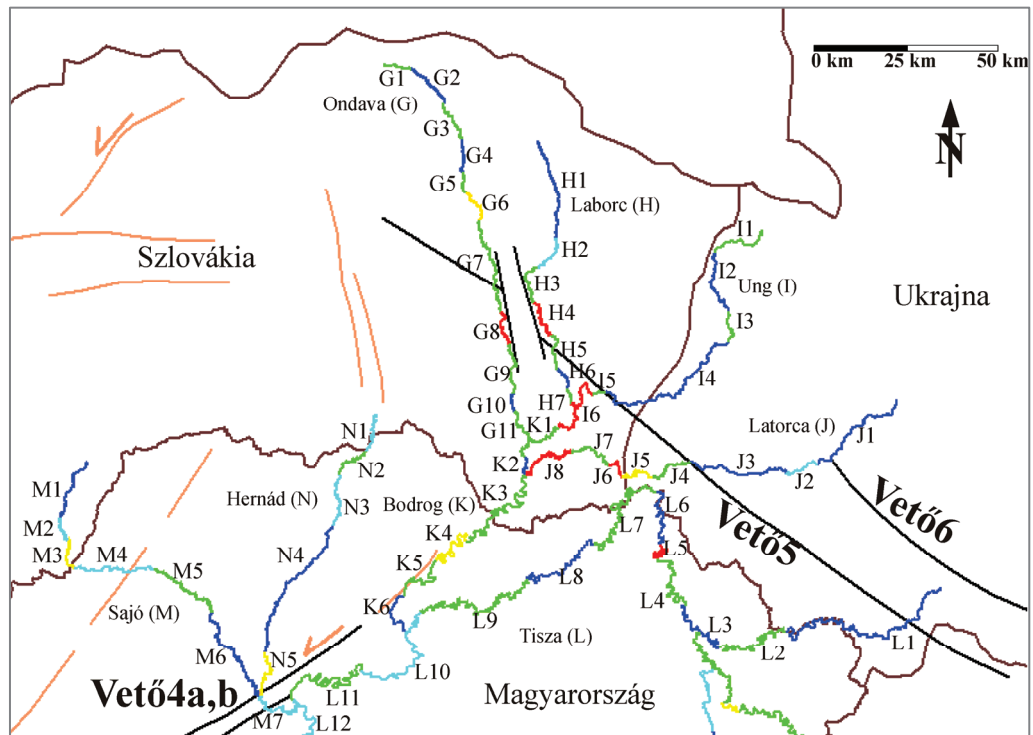 0 km 25 km 50 km
N
G1
G2
Ondava (G)
G3
G4
G5
G6
G7
G8
G9
G10
G11
H1
Laborc (H)
H2
H3
H4
H5
H6
H7
I1
I2
Ung (I)
I3
I4
I5
I6
Szlovákia
Ukrajna
Latorca (J)
J1
J2
J3
J4
J5
J6
J7
J8
K1
K2
K3
Bodrog (K)
K4
K5
K6
N1
N2
Hernád (N)
N3
N4
N5
M1
M2
M3
M4
M5
Sajó (M)
M6
M7
L1
L2
L3
L4
L5
L6
L7
L8
L9
Tisza (L)
L10
L11
L12
Vető6
Vető5
Vető4a,b
Magyarország